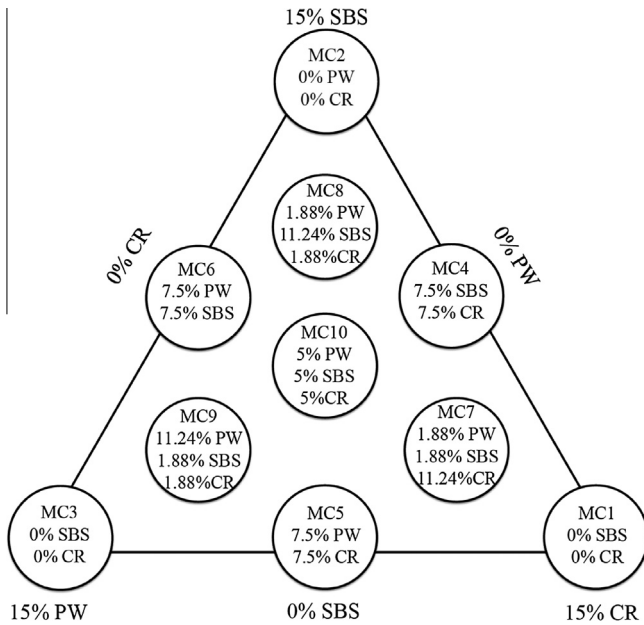 15% SBS
MC2
0% PW
0% CR
MC8
1.88% PW
11.24% SBS
1.88%CR
0% CR
0% PW
MC6
7.5% PW
7.5% SBS
MC4
7.5% SBS
7.5% CR
MC10
5% PW
5% SBS
5%CR
MC9
11.24% PW
1.88% SBS
1.88%CR
MC7
1.88% PW
1.88% SBS
11.24%CR
MC3
0% SBS
0% CR
MC5
7.5% PW
7.5% CR
MC1
0% SBS
0% CR
15% PW
0% SBS
15% CR